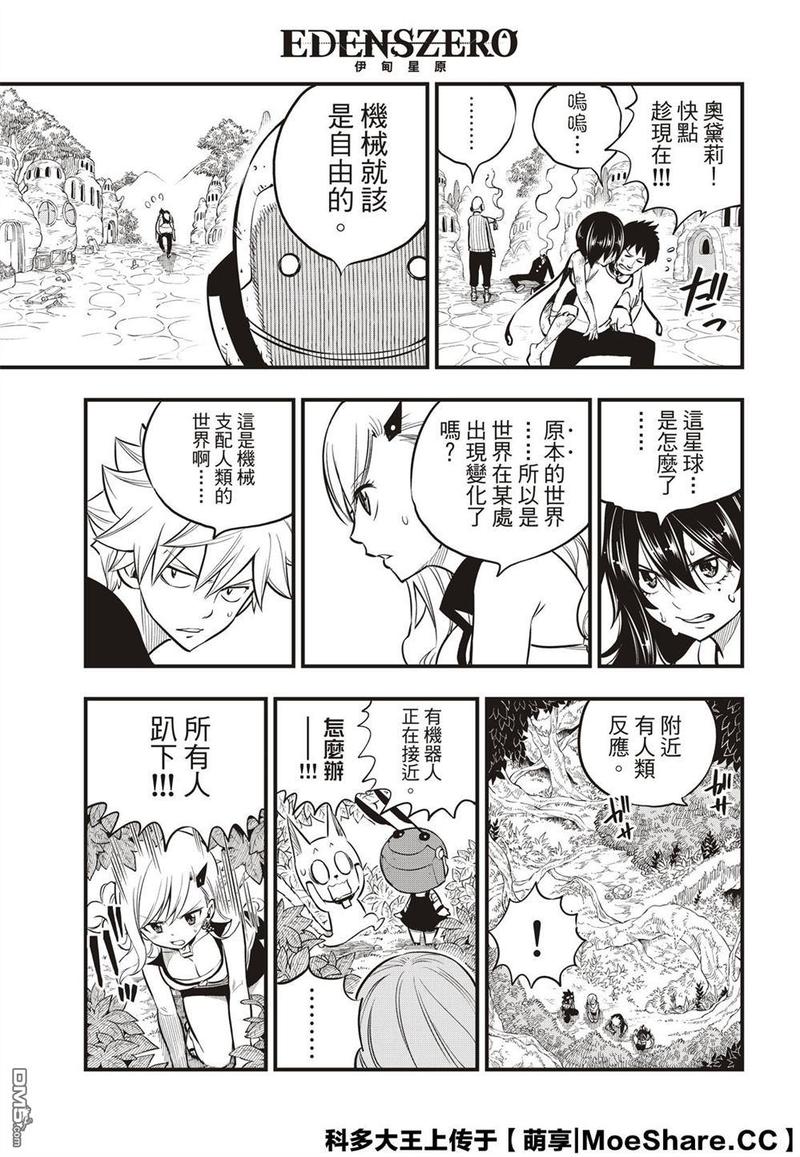 EDENSZERO
伊甸星原
奧黛莉！
快點
趁現在!!!
嗚嗚…
……
……
機械就該
是自由的。
這星球…
是怎麼了
……
原本的世界
……所以是
世界在某處
出現變化了
嗎？
這是機械
支配人類的
世界啊……
附近
有人類
反應。
！
有機器人
正在接近。
怎麼辦
——!!!
………
所有人
趴下!!!
DM5.com
科多大王上传于【萌享|MoeShare.CC】